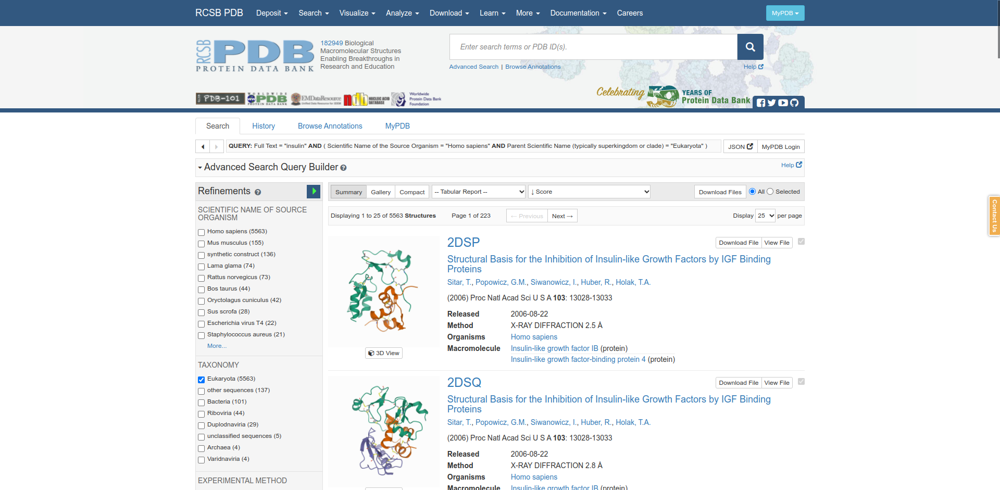 RCSB PDB Deposit Search Visualize Analyze Download Learn More Documentation Careers MyPDB
RCSB PDB
PROTEIN DATA BANK
182949 Biological
Macromolecular Structures
Enabling Breakthroughs in
Research and Education
Enter search terms or PDB ID(s).
Advanced Search | Browse Annotations Help
PDB-101
WORLDWIDE
PDB
PROTEIN DATA BANK
EMDataResource
Unified Data Resource for 3DEM
ndb NUCLEIC ACID
DATABASE
Worldwide
Protein Data Bank
Foundation
Celebrating YEARS OF
Protein Data Bank
Search History Browse Annotations MyPDB
QUERY: Full Text = "insulin" AND ( Scientific Name of the Source Organism = "Homo sapiens" AND Parent Scientific Name (typically superkingdom or clade) = "Eukaryota" ) JSON MyPDB Login
Advanced Search Query Builder Help
Refinements
SCIENTIFIC NAME OF SOURCE
ORGANISM
Homo sapiens (5563)
Mus musculus (155)
synthetic construct (136)
Lama glama (74)
Rattus norvegicus (73)
Bos taurus (44)
Oryctolagus cuniculus (42)
Sus scrofa (28)
Escherichia virus T4 (22)
Staphylococcus aureus (21)
More...
TAXONOMY
Eukaryota (5563)
other sequences (137)
Bacteria (101)
Riboviria (44)
Duplodnaviria (29)
unclassified sequences (5)
Archaea (4)
Varidnaviria (4)
EXPERIMENTAL METHOD
Summary Gallery Compact -- Tabular Report -- ↓ Score Download Files All Selected
Displaying 1 to 25 of 5563 Structures Page 1 of 223 ← Previous Next → Display 25 per page
2DSP Download File View File
Structural Basis for the Inhibition of Insulin-like Growth Factors by IGF Binding
Proteins
Sitar, T., Popowicz, G.M., Siwanowicz, I., Huber, R., Holak, T.A.
(2006) Proc Natl Acad Sci U S A 103: 13028-13033
Released 2006-08-22
Method X-RAY DIFFRACTION 2.5 Å
Organisms Homo sapiens
Macromolecule Insulin-like growth factor IB (protein)
Insulin-like growth factor-binding protein 4 (protein)
3D View
2DSQ Download File View File
Structural Basis for the Inhibition of Insulin-like Growth Factors by IGF Binding
Proteins
Sitar, T., Popowicz, G.M., Siwanowicz, I., Huber, R., Holak, T.A.
(2006) Proc Natl Acad Sci U S A 103: 13028-13033
Released 2006-08-22
Method X-RAY DIFFRACTION 2.8 Å
Organisms Homo sapiens
Macromolecule Insulin-like growth factor IB (protein)
Contact Us